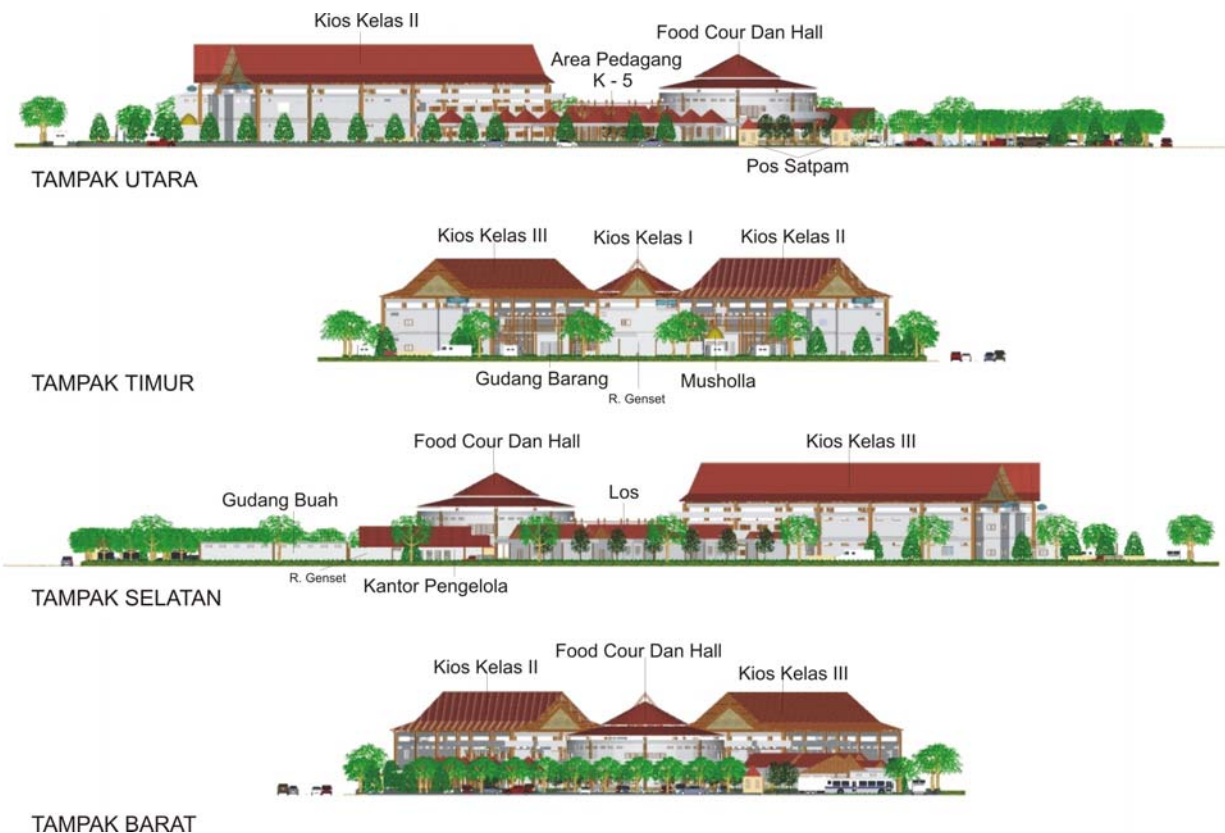 Kios Kelas II
Food Cour Dan Hall
Area Pedagang
K - 5
Pos Satpam
TAMPAK UTARA
Kios Kelas III
Kios Kelas I
Kios Kelas II
Gudang Barang
R. Genset
Musholla
TAMPAK TIMUR
Food Cour Dan Hall
Kios Kelas III
Gudang Buah
Los
R. Genset
Kantor Pengelola
TAMPAK SELATAN
Food Cour Dan Hall
Kios Kelas II
Kios Kelas III
TAMPAK BARAT